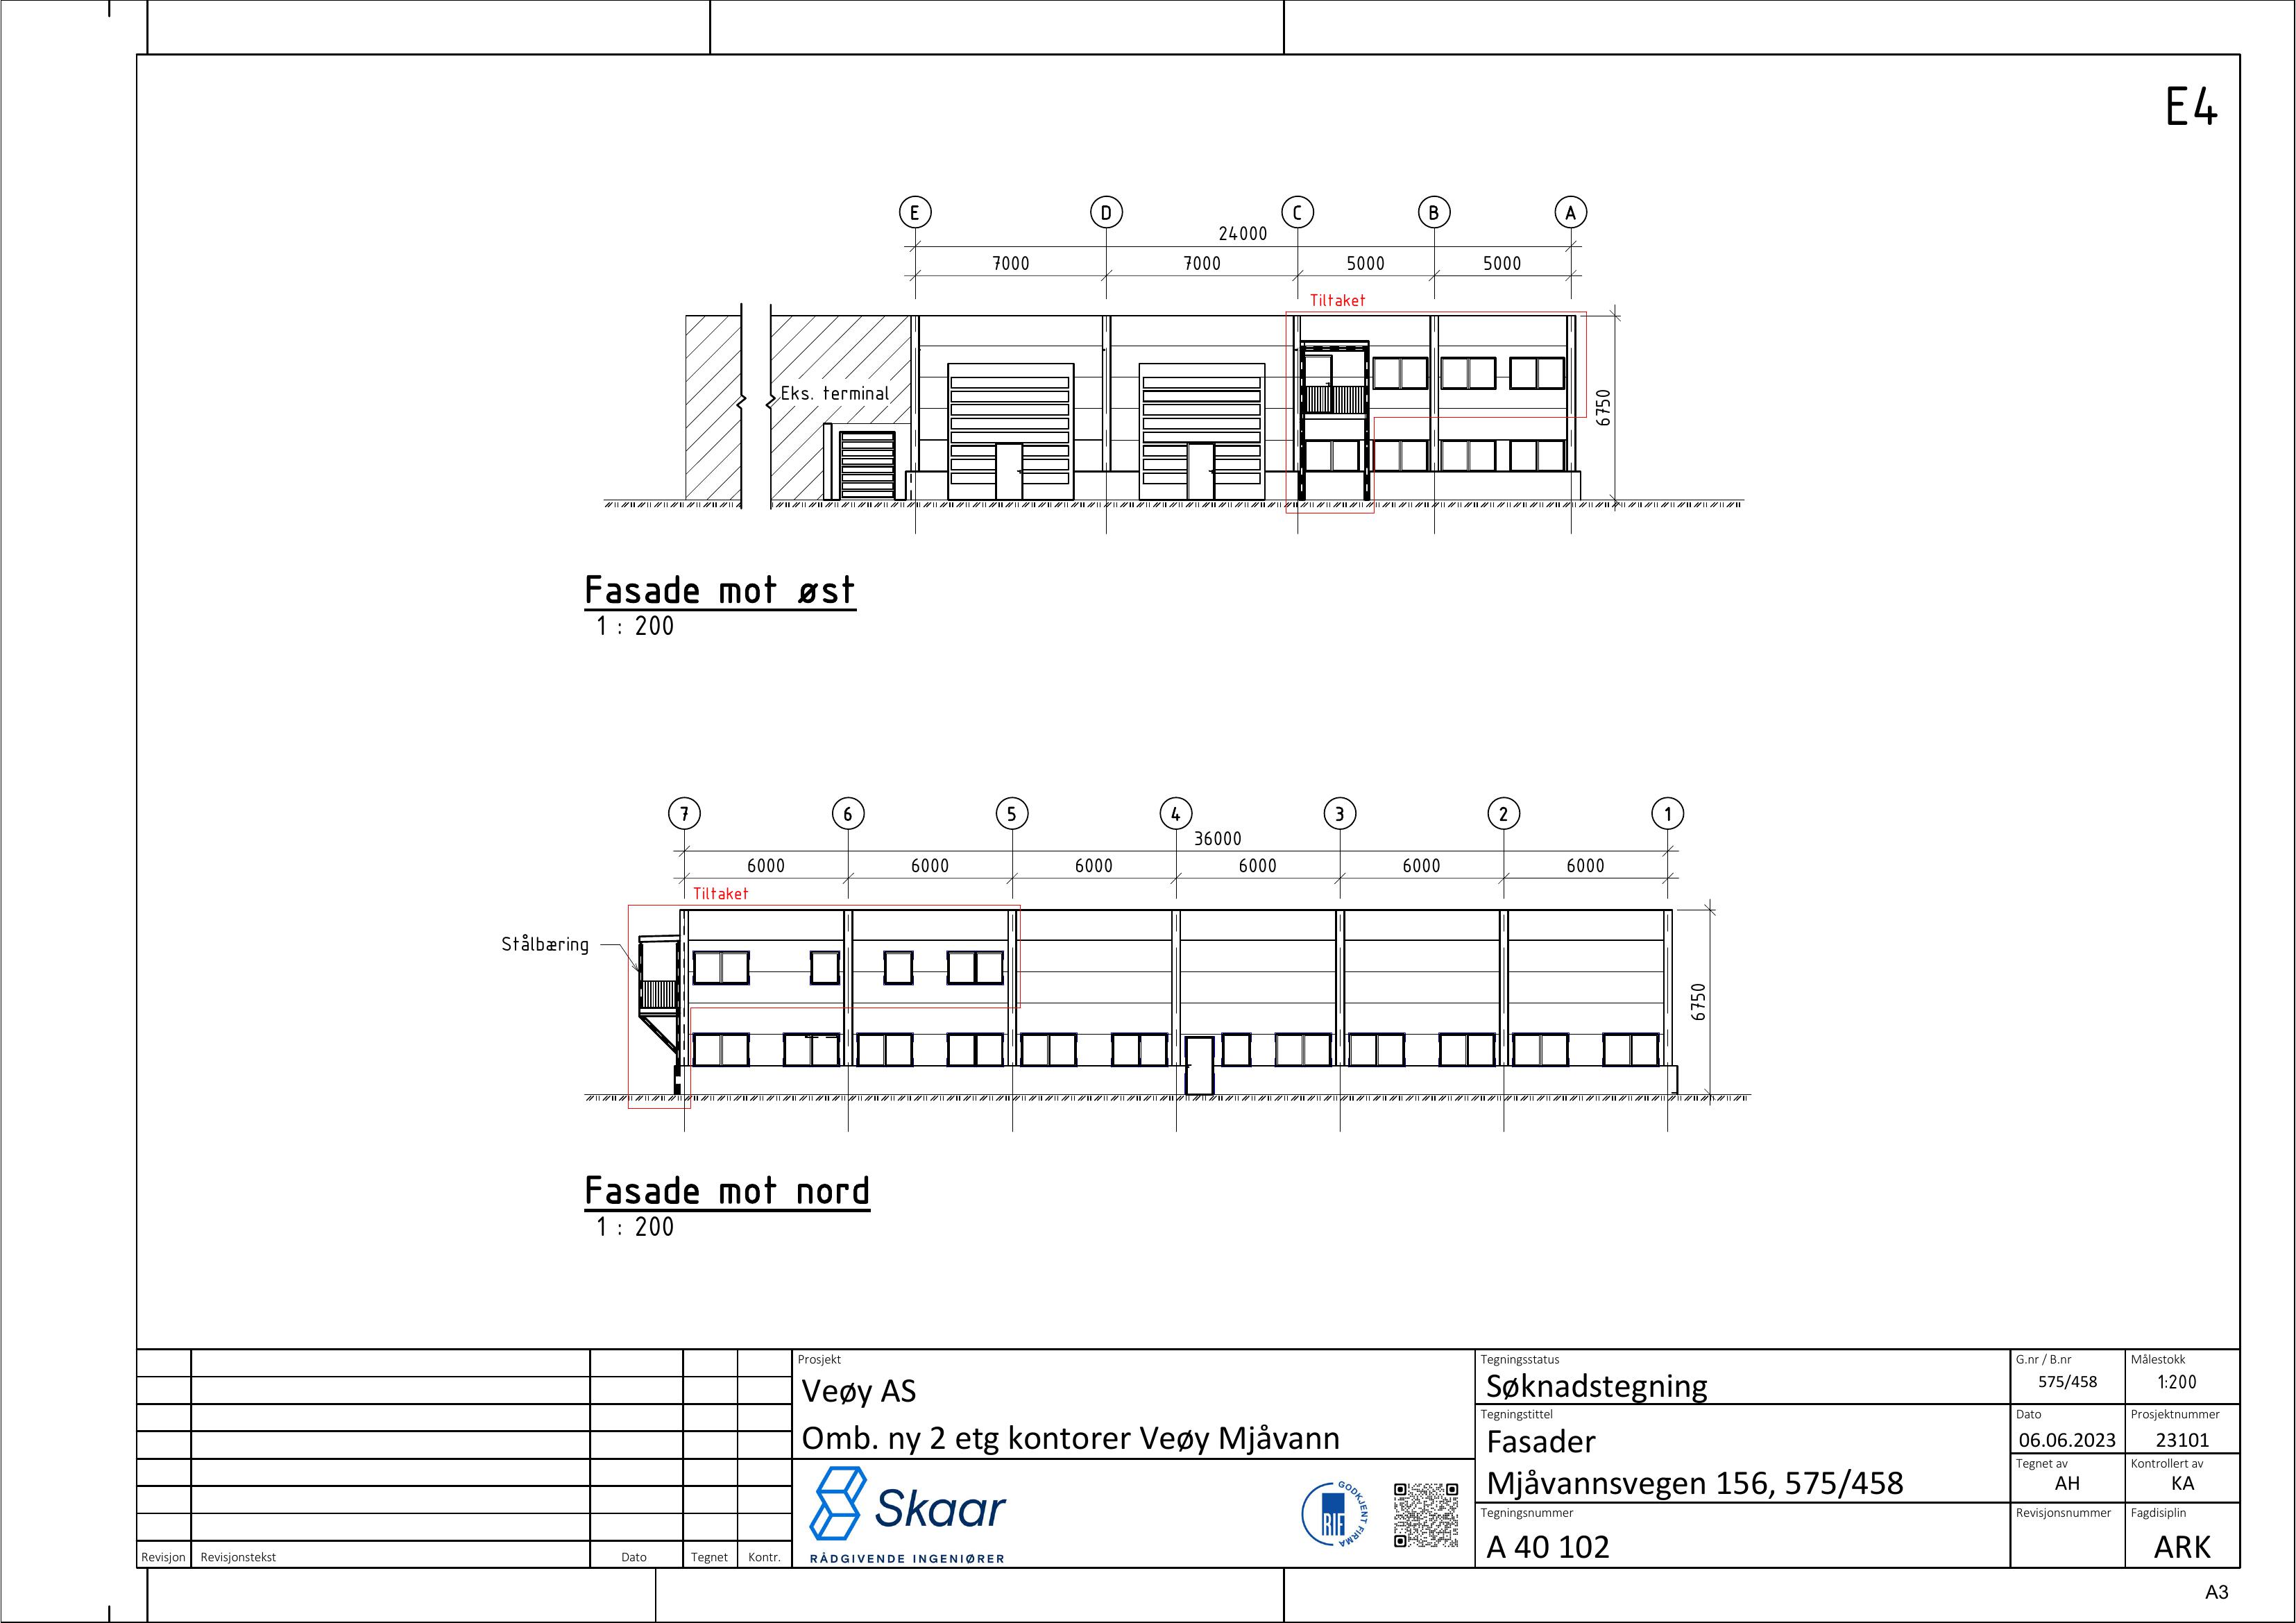 E4
E D C B A
24000
7000 7000 5000 5000
Tiltaket
Eks. terminal
6750
Fasade mot øst
1 : 200
7 6 5 4 3 2 1
36000
6000 6000 6000 6000 6000 6000
Tiltaket
Stålbæring
6750
Fasade mot nord
1 : 200
Revisjon Revisjonstekst Dato Tegnet Kontr.
Prosjekt
Veøy AS
Omb. ny 2 etg kontorer Veøy Mjåvann
Skaar
RÅDGIVENDE INGENIØRER
RIF
GODKJENT FIRMA
Tegningsstatus
Søknadstegning
Tegningstittel
Fasader
Mjåvannsvegen 156, 575/458
Tegningsnummer
A 40 102
G.nr / B.nr
575/458
Målestokk
1:200
Dato
06.06.2023
Prosjektnummer
23101
Tegnet av
AH
Kontrollert av
KA
Revisjonsnummer
Fagdisiplin
ARK
A3